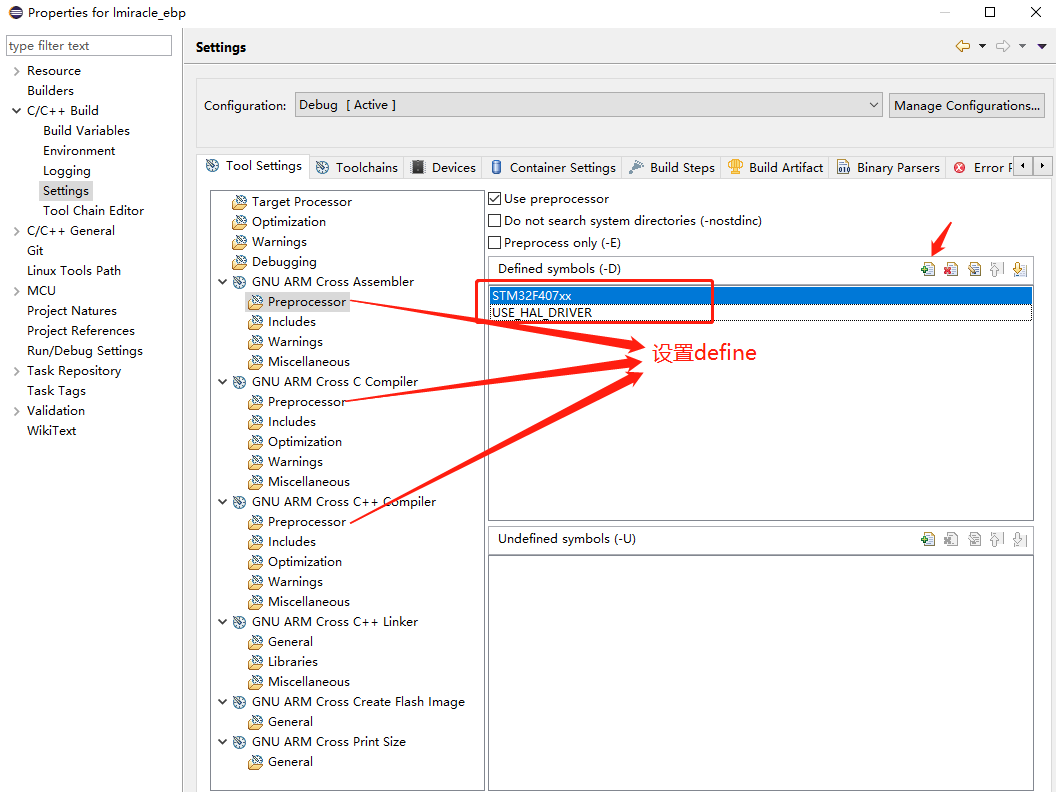 Properties for lmiracle_ebp
type filter text
Resource
Builders
C/C++ Build
Build Variables
Environment
Logging
Settings
Tool Chain Editor
C/C++ General
Git
Linux Tools Path
MCU
Project Natures
Project References
Run/Debug Settings
Task Repository
Task Tags
Validation
WikiText
Settings
Configuration:
Debug [ Active ]
Manage Configurations...
Tool Settings
Toolchains
Devices
Container Settings
Build Steps
Build Artifact
Binary Parsers
Error
Target Processor
Optimization
Warnings
Debugging
GNU ARM Cross Assembler
Preprocessor
Includes
Warnings
Miscellaneous
GNU ARM Cross C Compiler
Preprocessor
Includes
Optimization
Warnings
Miscellaneous
GNU ARM Cross C++ Compiler
Preprocessor
Includes
Optimization
Warnings
Miscellaneous
GNU ARM Cross C++ Linker
General
Libraries
Miscellaneous
GNU ARM Cross Create Flash Image
General
GNU ARM Cross Print Size
General
Use preprocessor
Do not search system directories (-nostdinc)
Preprocess only (-E)
Defined symbols (-D)
STM32F407xx
USE_HAL_DRIVER
设置define
Undefined symbols (-U)